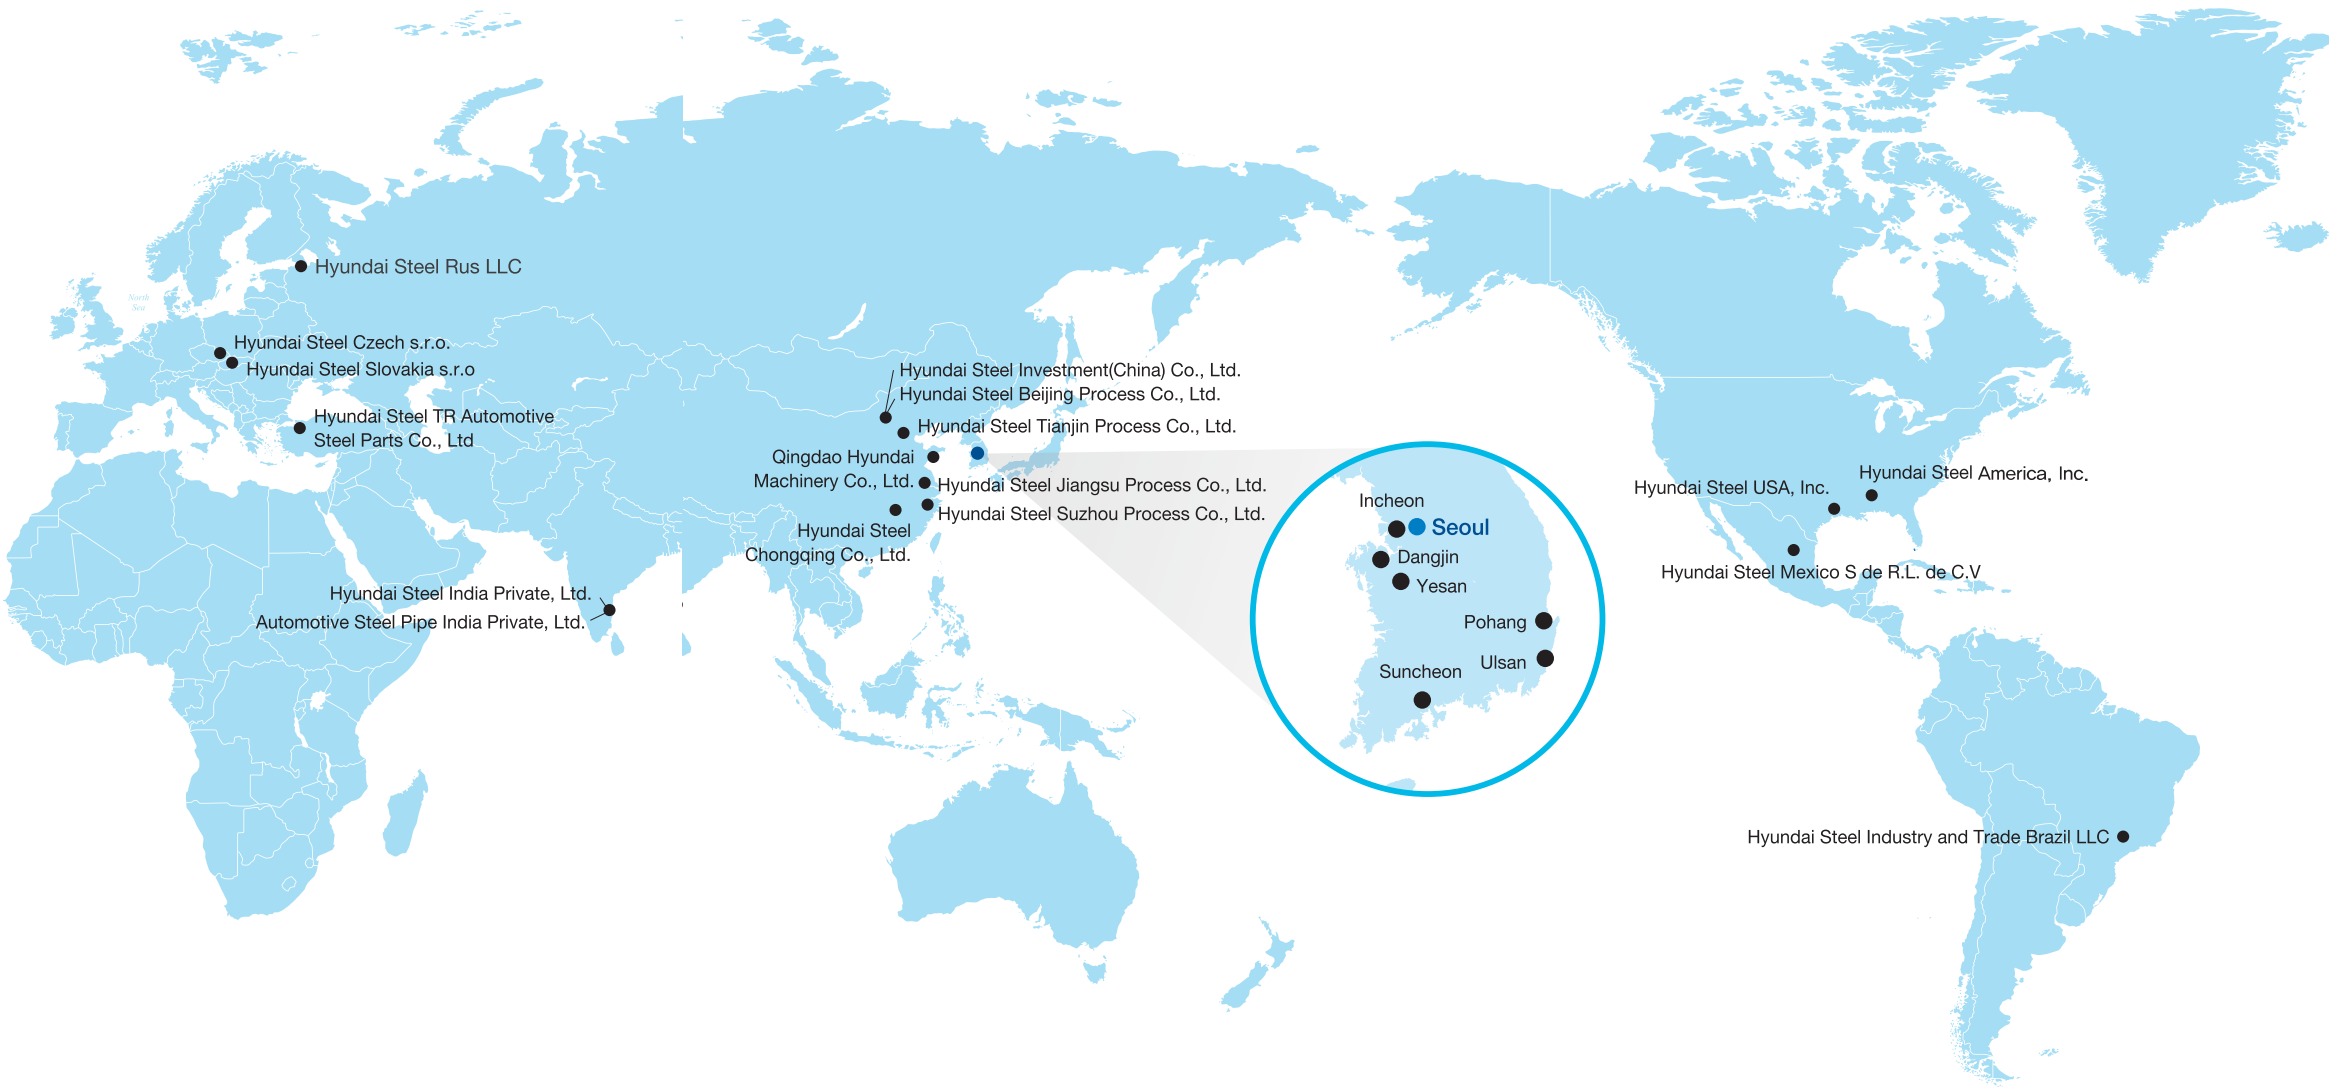 North
Sea
Hyundai Steel Rus LLC
Hyundai Steel Czech s.r.o.
Hyundai Steel Slovakia s.r.o
Hyundai Steel TR Automotive
Steel Parts Co., Ltd
Hyundai Steel India Private, Ltd.
Automotive Steel Pipe India Private, Ltd.
Hyundai Steel Investment(China) Co., Ltd.
Hyundai Steel Beijing Process Co., Ltd.
Hyundai Steel Tianjin Process Co., Ltd.
Qingdao Hyundai
Machinery Co., Ltd.
Hyundai Steel Jiangsu Process Co., Ltd.
Hyundai Steel Suzhou Process Co., Ltd.
Hyundai Steel
Chongqing Co., Ltd.
Incheon
Seoul
Dangjin
Yesan
Pohang
Ulsan
Suncheon
Hyundai Steel America, Inc.
Hyundai Steel USA, Inc.
Hyundai Steel Mexico S de R.L. de C.V
Hyundai Steel Industry and Trade Brazil LLC